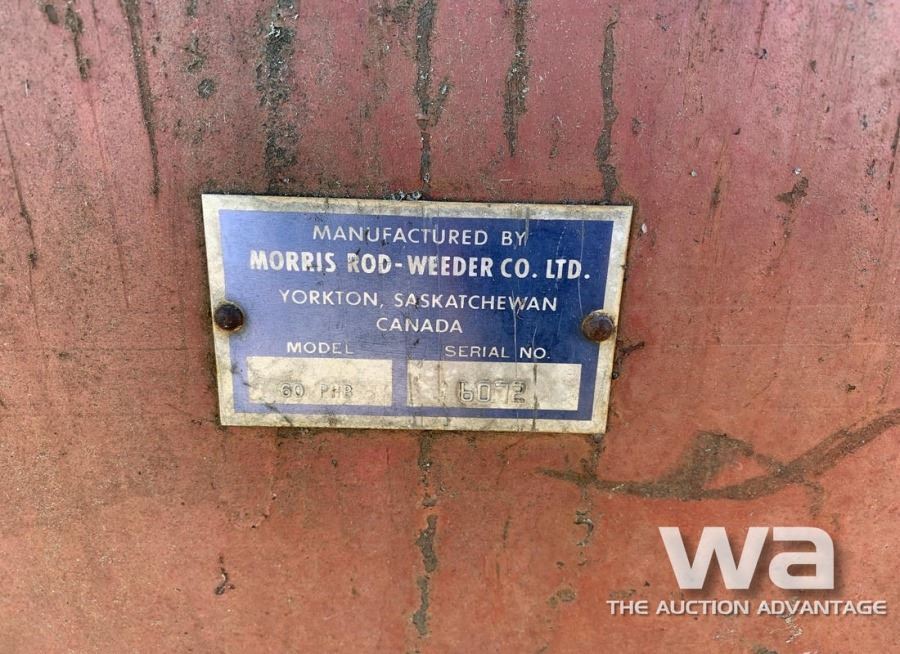 MANUFACTURED BY
MORRIS ROD-WEEDER CO. LTD.
YORKTON, SASKATCHEWAN
CANADA
MODEL SERIAL NO.
60 PHB 6072
wa
THE AUCTION ADVANTAGE